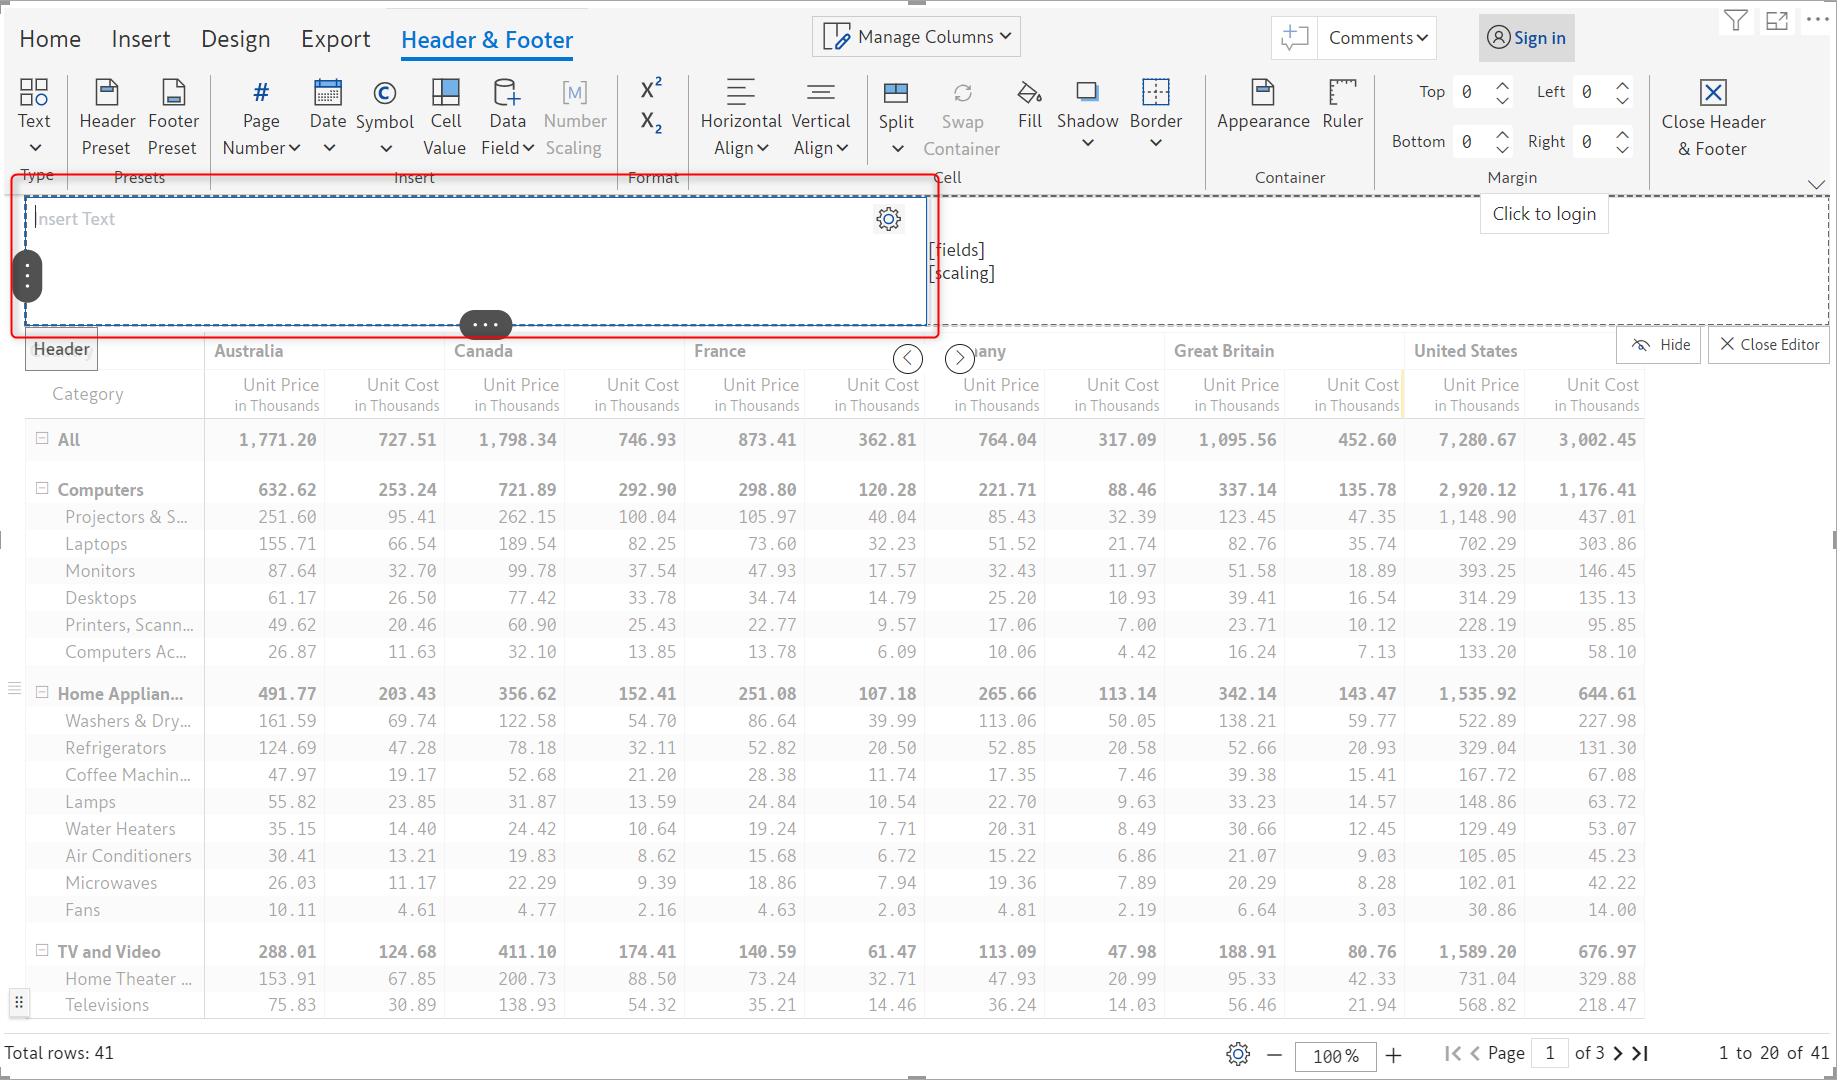 Home Insert Design Export Header & Footer Manage Columns Comments Sign in
Text Header Preset Footer Preset # Page Number Date Symbol Cell Value Data Field [M] Number Scaling X² X₂ Horizontal Align Vertical Align Split Swap Container Fill Shadow Border Appearance Ruler Top 0 Left 0 Bottom 0 Right 0 Close Header & Footer
Type Presets Insert Format Cell Container Margin
Insert Text
Click to login
[fields]
[scaling]
Header Australia Canada France many Great Britain United States Hide Close Editor
Category Unit Price Unit Cost Unit Price Unit Cost Unit Price Unit Cost Unit Price Unit Cost Unit Price Unit Cost Unit Price Unit Cost
in Thousands in Thousands in Thousands in Thousands in Thousands in Thousands in Thousands in Thousands in Thousands in Thousands in Thousands in Thousands
All 1,771.20 727.51 1,798.34 746.93 873.41 362.81 764.04 317.09 1,095.56 452.60 7,280.67 3,002.45
Computers 632.62 253.24 721.89 292.90 298.80 120.28 221.71 88.46 337.14 135.78 2,920.12 1,176.41
Projectors & S... 251.60 95.41 262.15 100.04 105.97 40.04 85.43 32.39 123.45 47.35 1,148.90 437.01
Laptops 155.71 66.54 189.54 82.25 73.60 32.23 51.52 21.74 82.76 35.74 702.29 303.86
Monitors 87.64 32.70 99.78 37.54 47.93 17.57 32.43 11.97 51.58 18.89 393.25 146.45
Desktops 61.17 26.50 77.42 33.78 34.74 14.79 25.20 10.93 39.41 16.54 314.29 135.13
Printers, Scann... 49.62 20.46 60.90 25.43 22.77 9.57 17.06 7.00 23.71 10.12 228.19 95.85
Computers Ac... 26.87 11.63 32.10 13.85 13.78 6.09 10.06 4.42 16.24 7.13 133.20 58.10
Home Applian... 491.77 203.43 356.62 152.41 251.08 107.18 265.66 113.14 342.14 143.47 1,535.92 644.61
Washers & Dry... 161.59 69.74 122.58 54.70 86.64 39.99 113.06 50.05 138.21 59.77 522.89 227.98
Refrigerators 124.69 47.28 78.18 32.11 52.82 20.50 52.85 20.58 52.66 20.93 329.04 131.30
Coffee Machin... 47.97 19.17 52.68 21.20 28.38 11.74 17.35 7.46 39.38 15.41 167.72 67.08
Lamps 55.82 23.85 31.87 13.59 24.84 10.54 22.70 9.63 33.23 14.57 148.86 63.72
Water Heaters 35.15 14.40 24.42 10.64 19.24 7.71 20.31 8.49 30.66 12.45 129.49 53.07
Air Conditioners 30.41 13.21 19.83 8.62 15.68 6.72 15.22 6.86 21.07 9.03 105.05 45.23
Microwaves 26.03 11.17 22.29 9.39 18.86 7.94 19.36 7.89 20.29 8.28 102.01 42.22
Fans 10.11 4.61 4.77 2.16 4.63 2.03 4.81 2.19 6.64 3.03 30.86 14.00
TV and Video 288.01 124.68 411.10 174.41 140.59 61.47 113.09 47.98 188.91 80.76 1,589.20 676.97
Home Theater ... 153.91 67.85 200.73 88.50 73.24 32.71 47.93 20.99 95.33 42.33 731.04 329.88
Televisions 75.83 30.89 138.93 54.32 35.21 14.46 36.24 14.03 56.46 21.94 568.82 218.47
Total rows: 41 100% Page 1 of 3 1 to 20 of 41